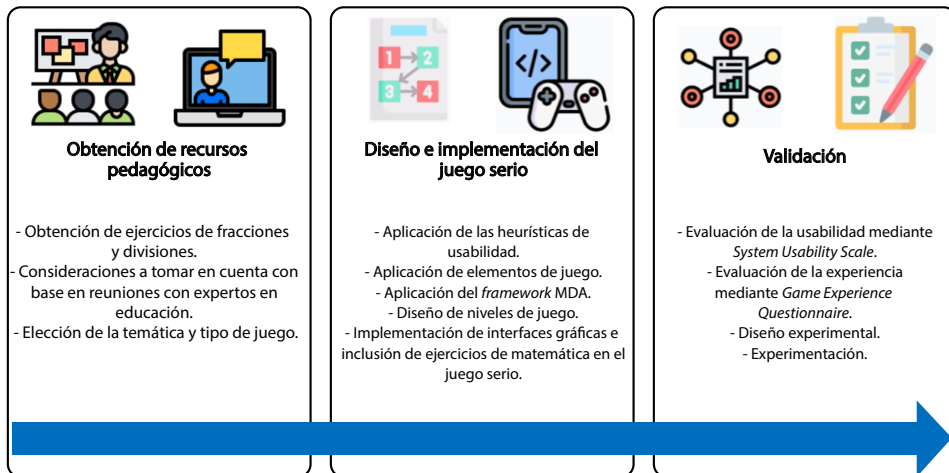 Obtención de recursos
pedagógicos
- Obtención de ejercicios de fracciones
y divisiones.
- Consideraciones a tomar en cuenta con
base en reuniones con expertos en
educación.
- Elección de la temática y tipo de juego.
1 2
3 4
</>
Diseño e implementación del
juego serio
- Aplicación de las heurísticas de
usabilidad.
- Aplicación de elementos de juego.
- Aplicación del framework MDA.
- Diseño de niveles de juego.
- Implementación de interfaces gráficas e
inclusión de ejercicios de matemática en el
juego serio.
Validación
- Evaluación de la usabilidad mediante
System Usability Scale.
- Evaluación de la experiencia
mediante Game Experience
Questionnaire.
- Diseño experimental.
- Experimentación.